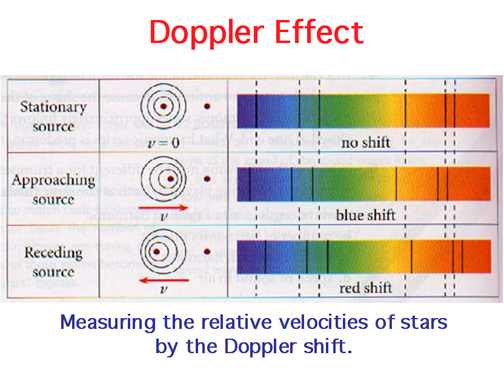 Doppler Effect
Stationary
source
ν = 0
no shift
Approaching
source
ν
blue shift
Receding
source
ν
red shift
Measuring the relative velocities of stars
by the Doppler shift.